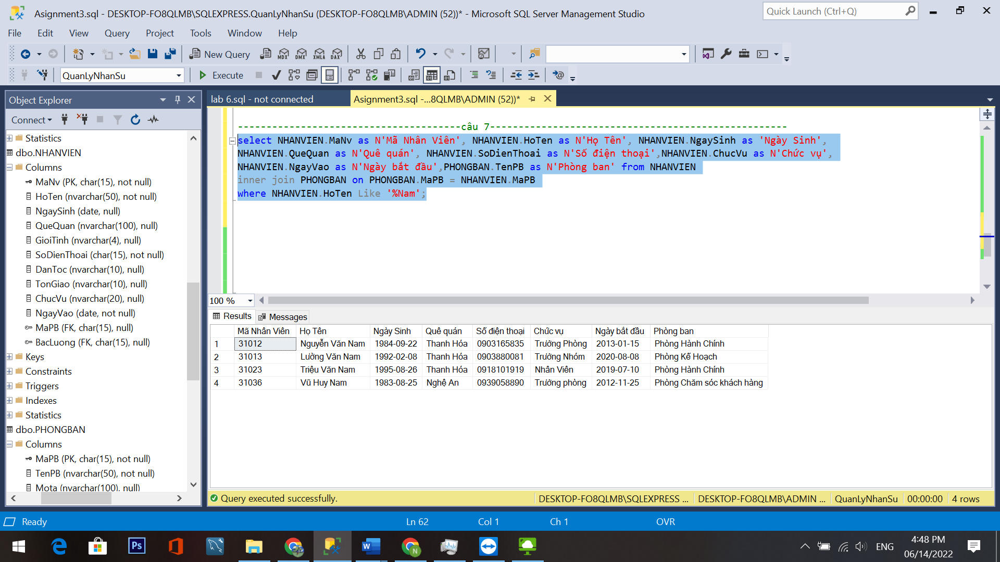 Asignment3.sql - DESKTOP-FO8QLMB\SQLEXPRESS.QuanLyNhanSu (DESKTOP-FO8QLMB\ADMIN (52))* - Microsoft SQL Server Management Studio
Quick Launch (Ctrl+Q)
File Edit View Query Project Tools Window Help
New Query MDX DMX XMLA DAX
QuanLyNhanSu Execute
Object Explorer
Connect
Statistics
dbo.NHANVIEN
Columns
MaNv (PK, char(15), not null)
HoTen (nvarchar(50), not null)
NgaySinh (date, null)
QueQuan (nvarchar(100), null)
GioiTinh (nvarchar(4), null)
SoDienThoai (char(15), not null)
DanToc (nvarchar(10), null)
TonGiao (nvarchar(10), null)
ChucVu (nvarchar(20), null)
NgayVao (date, not null)
MaPB (FK, char(15), null)
BacLuong (FK, char(15), null)
Keys
Constraints
Triggers
Indexes
Statistics
dbo.PHONGBAN
Columns
MaPB (PK, char(15), not null)
TenPB (nvarchar(50), not null)
Mota (nvarchar(100), null)
lab 6.sql - not connected
Asignment3.sql -...8QLMB\ADMIN (52))*
---------------------------------------câu 7----------------------------------------------------
select NHANVIEN.MaNv as N'Mã Nhân Viên', NHANVIEN.HoTen as N'Họ Tên', NHANVIEN.NgaySinh as 'Ngày Sinh',
NHANVIEN.QueQuan as N'Quê quán', NHANVIEN.SoDienThoai as N'Số điện thoại',NHANVIEN.ChucVu as N'Chức vụ',
NHANVIEN.NgayVao as N'Ngày bắt đầu',PHONGBAN.TenPB as N'Phòng ban' from NHANVIEN
inner join PHONGBAN on PHONGBAN.MaPB = NHANVIEN.MaPB
where NHANVIEN.HoTen Like '%Nam';
100 %
Results Messages
Mã Nhân Viên Họ Tên Ngày Sinh Quê quán Số điện thoại Chức vụ Ngày bắt đầu Phòng ban
1 31012 Nguyễn Văn Nam 1984-09-22 Thanh Hóa 0903165835 Trưởng Phòng 2013-01-15 Phòng Hành Chính
2 31013 Lường Văn Nam 1992-02-08 Thanh Hóa 0903880081 Trưởng Nhóm 2020-08-08 Phòng Kế Hoạch
3 31023 Triệu Văn Nam 1995-08-26 Thanh Hóa 0918101919 Nhân Viên 2019-07-10 Phòng Hành Chính
4 31036 Vũ Huy Nam 1983-08-25 Nghệ An 0939058890 Trưởng phòng 2012-11-25 Phòng Chăm sóc khách hàng
Query executed successfully. DESKTOP-FO8QLMB\SQLEXPRESS ... DESKTOP-FO8QLMB\ADMIN ... QuanLyNhanSu 00:00:00 4 rows
Ready Ln 62 Col 1 Ch 1 OVR
Ps
N
ENG
4:48 PM
06/14/2022